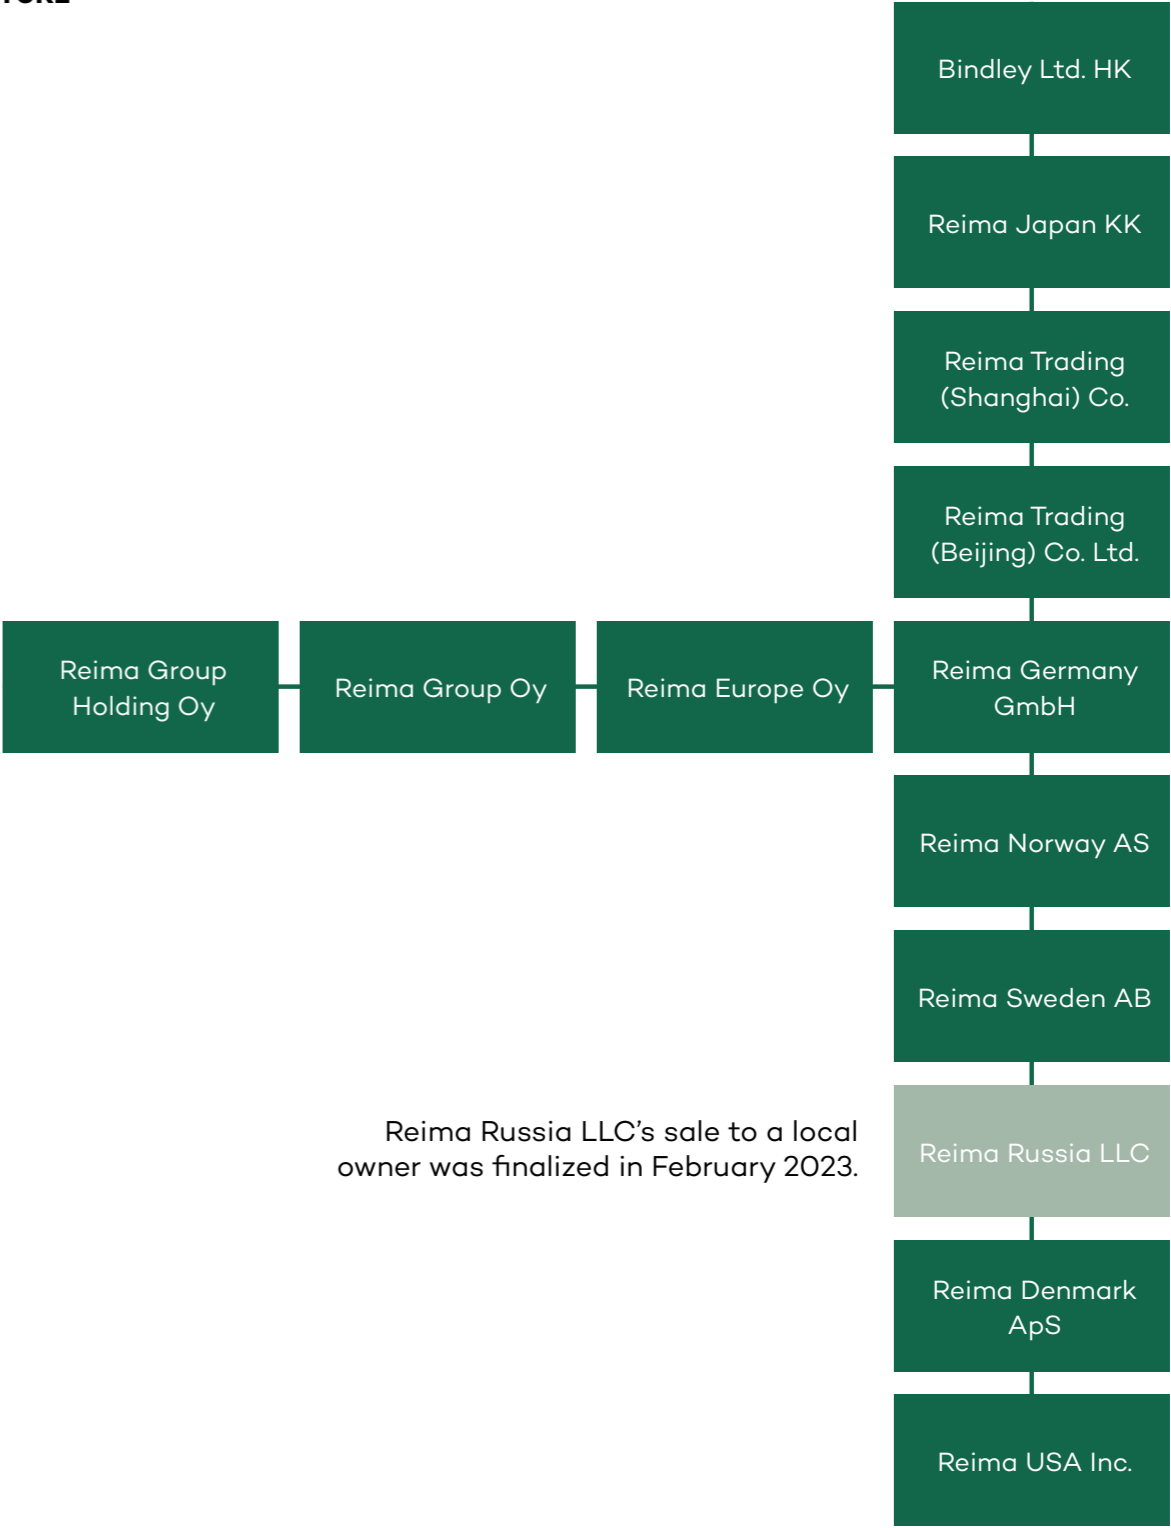 Bindley Ltd. HK
Reima Japan KK
Reima Trading
(Shanghai) Co.
Reima Trading
(Beijing) Co. Ltd.
Reima Group
Holding Oy
Reima Group Oy
Reima Europe Oy
Reima Germany
GmbH
Reima Norway AS
Reima Sweden AB
Reima Russia LLC’s sale to a local
owner was finalized in February 2023.
Reima Russia LLC
Reima Denmark
ApS
Reima USA Inc.